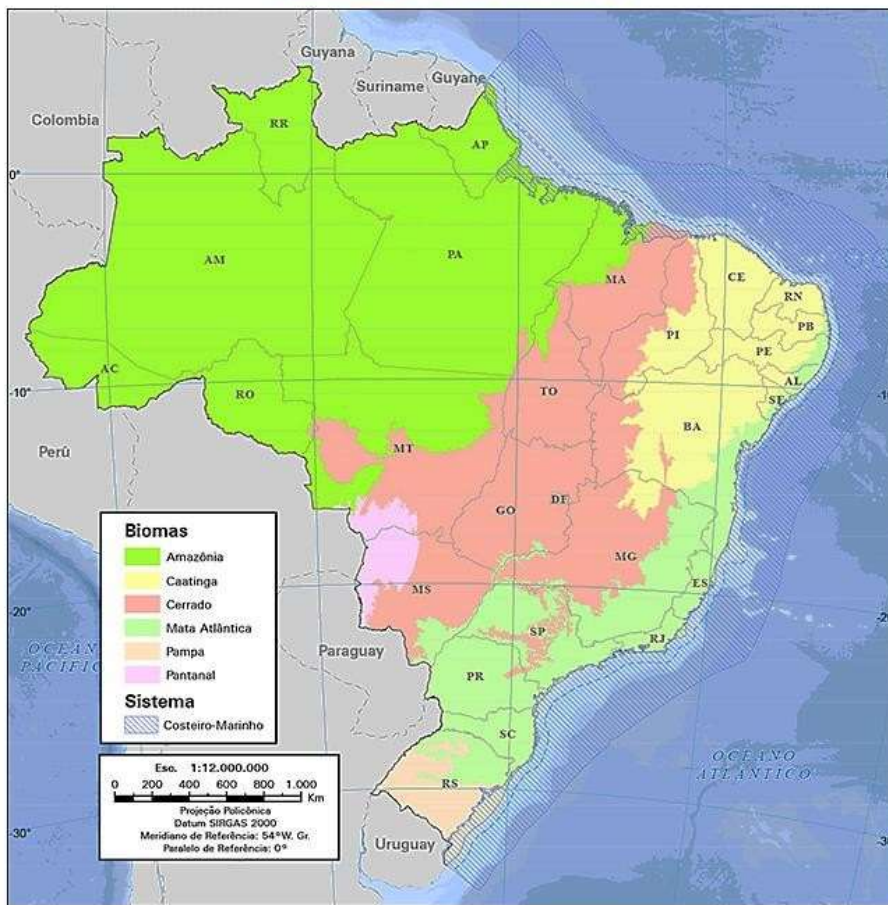 Guyana
Suriname
Guyane
Colombia
RR
AP
0°
0
AM
PA
MA
CE
RN
PB
PI
PE
AC
AL
SE
-10°
RO
TO
BA
Perû
MT
DF
GO
MG
MS
ES
-20°
SP
RJ
PR
Paraguay
SC
RS
-30°
Uruguay
OCEANO
PACÍFICO
OCEANO
ATLÂNTICO
Biomas
Amazônia
Caatinga
Cerrado
Mata Atlântica
Pampa
Pantanal
Sistema
Costeiro-Marinho
Esc. 1:12.000.000
0 200 400 600 800 1.000
Km
Projeção Policônica
Datum SIRGAS 2000
Meridiano de Referência: 54°W. Gr.
Paralelo de Referência: 0°